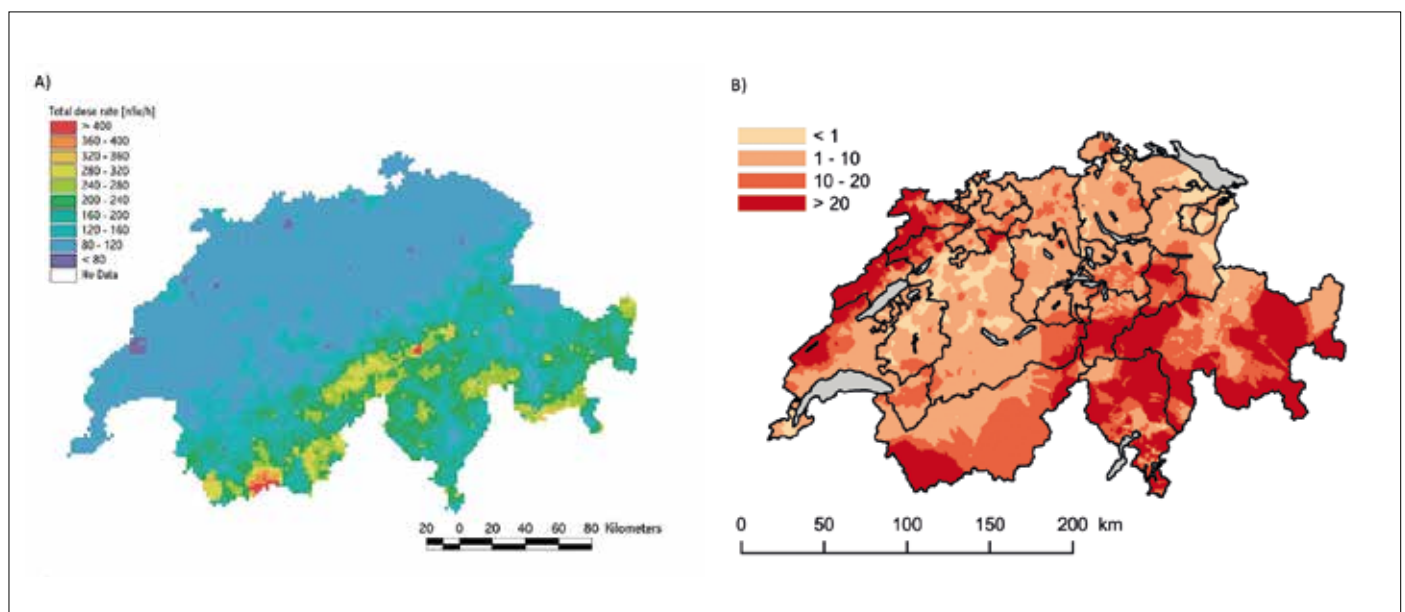 A)
Total dose rate [nSv/h]
> 400
360 - 400
320 - 360
280 - 320
240 - 280
200 - 240
160 - 200
120 - 160
80 - 120
< 80
No Data
20 0 20 40 60 80 Kilometers
B)
< 1
1 - 10
10 - 20
> 20
0 50 100 150 200 km